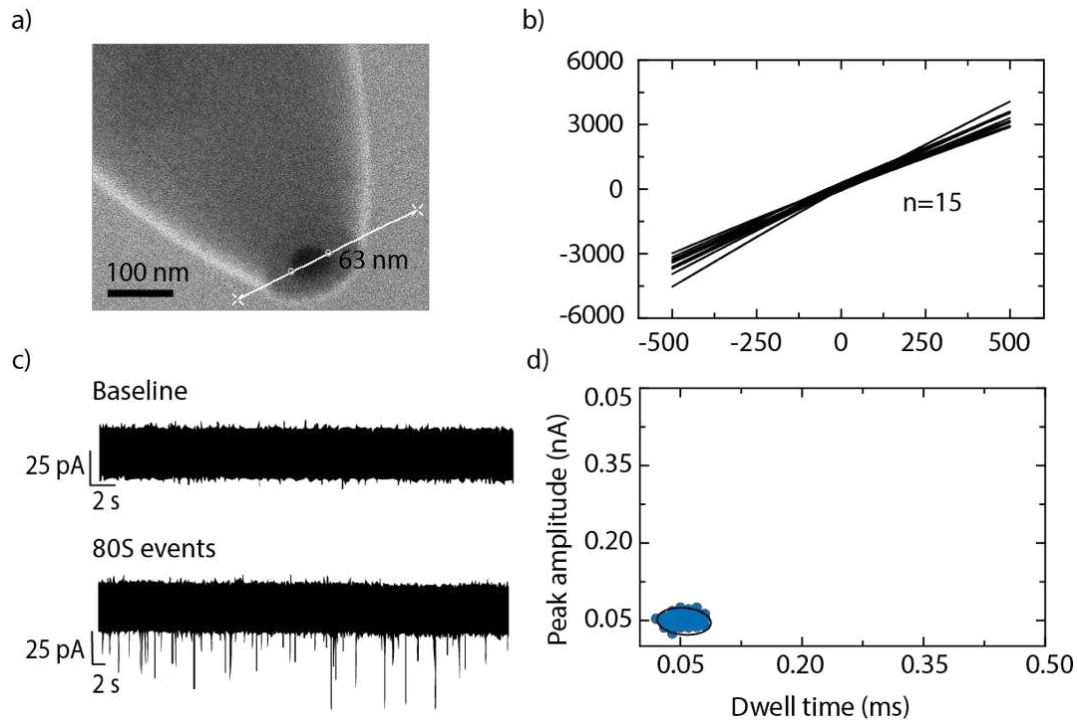 a)
100 nm
63 nm
b)
6000
3000
0
-3000
-6000
n=15
-500 -250 0 250 500
c)
Baseline
25 pA
2 s
80S events
25 pA
2 s
d)
Peak amplitude (nA)
0.05
0.35
0.20
0.05
0.05 0.20 0.35 0.50
Dwell time (ms)